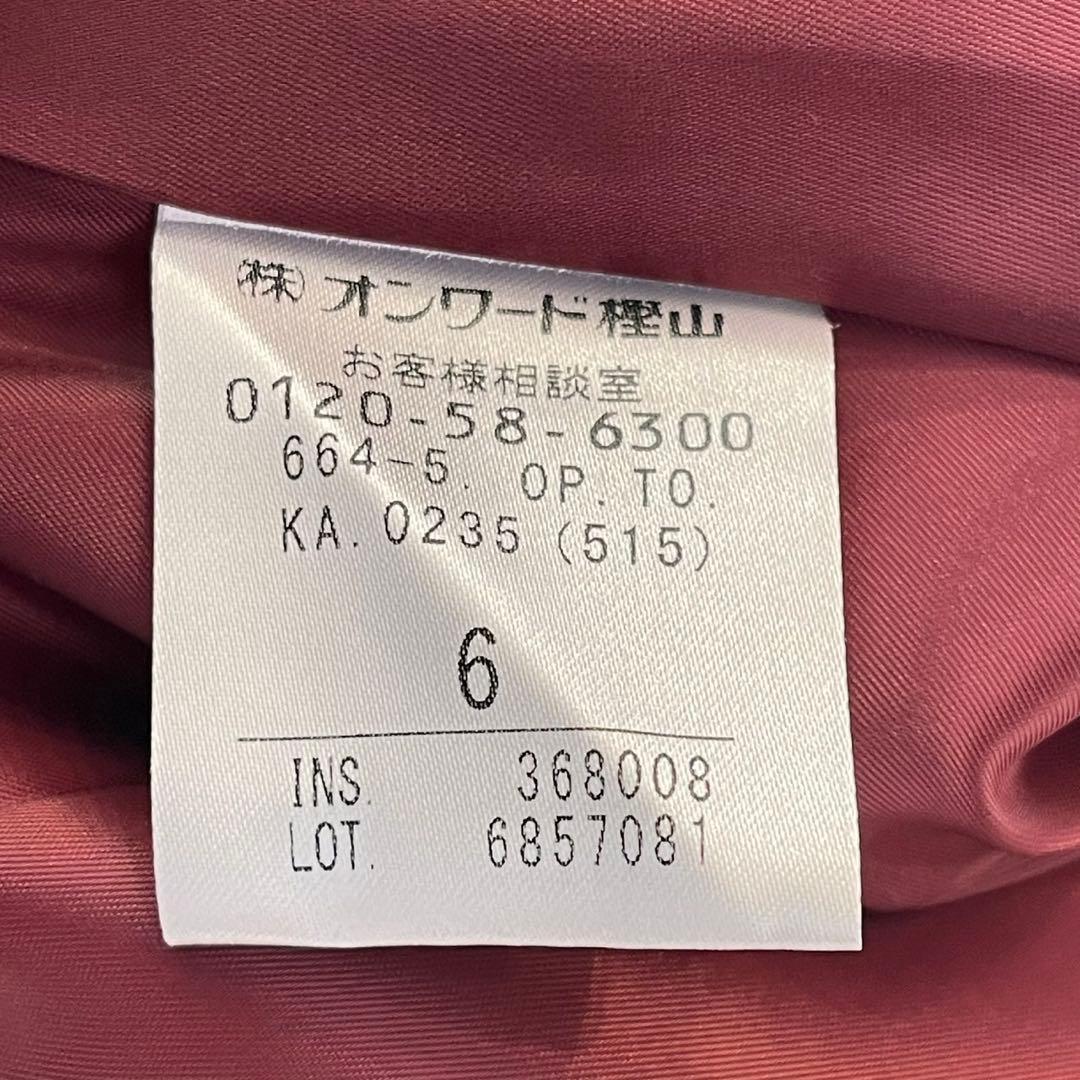 ㈱オンワード樫山
お客様相談室
0120-58-6300
664-5. OP. TO.
KA. 0235 (515)
6
INS. 368008
LOT. 6857081